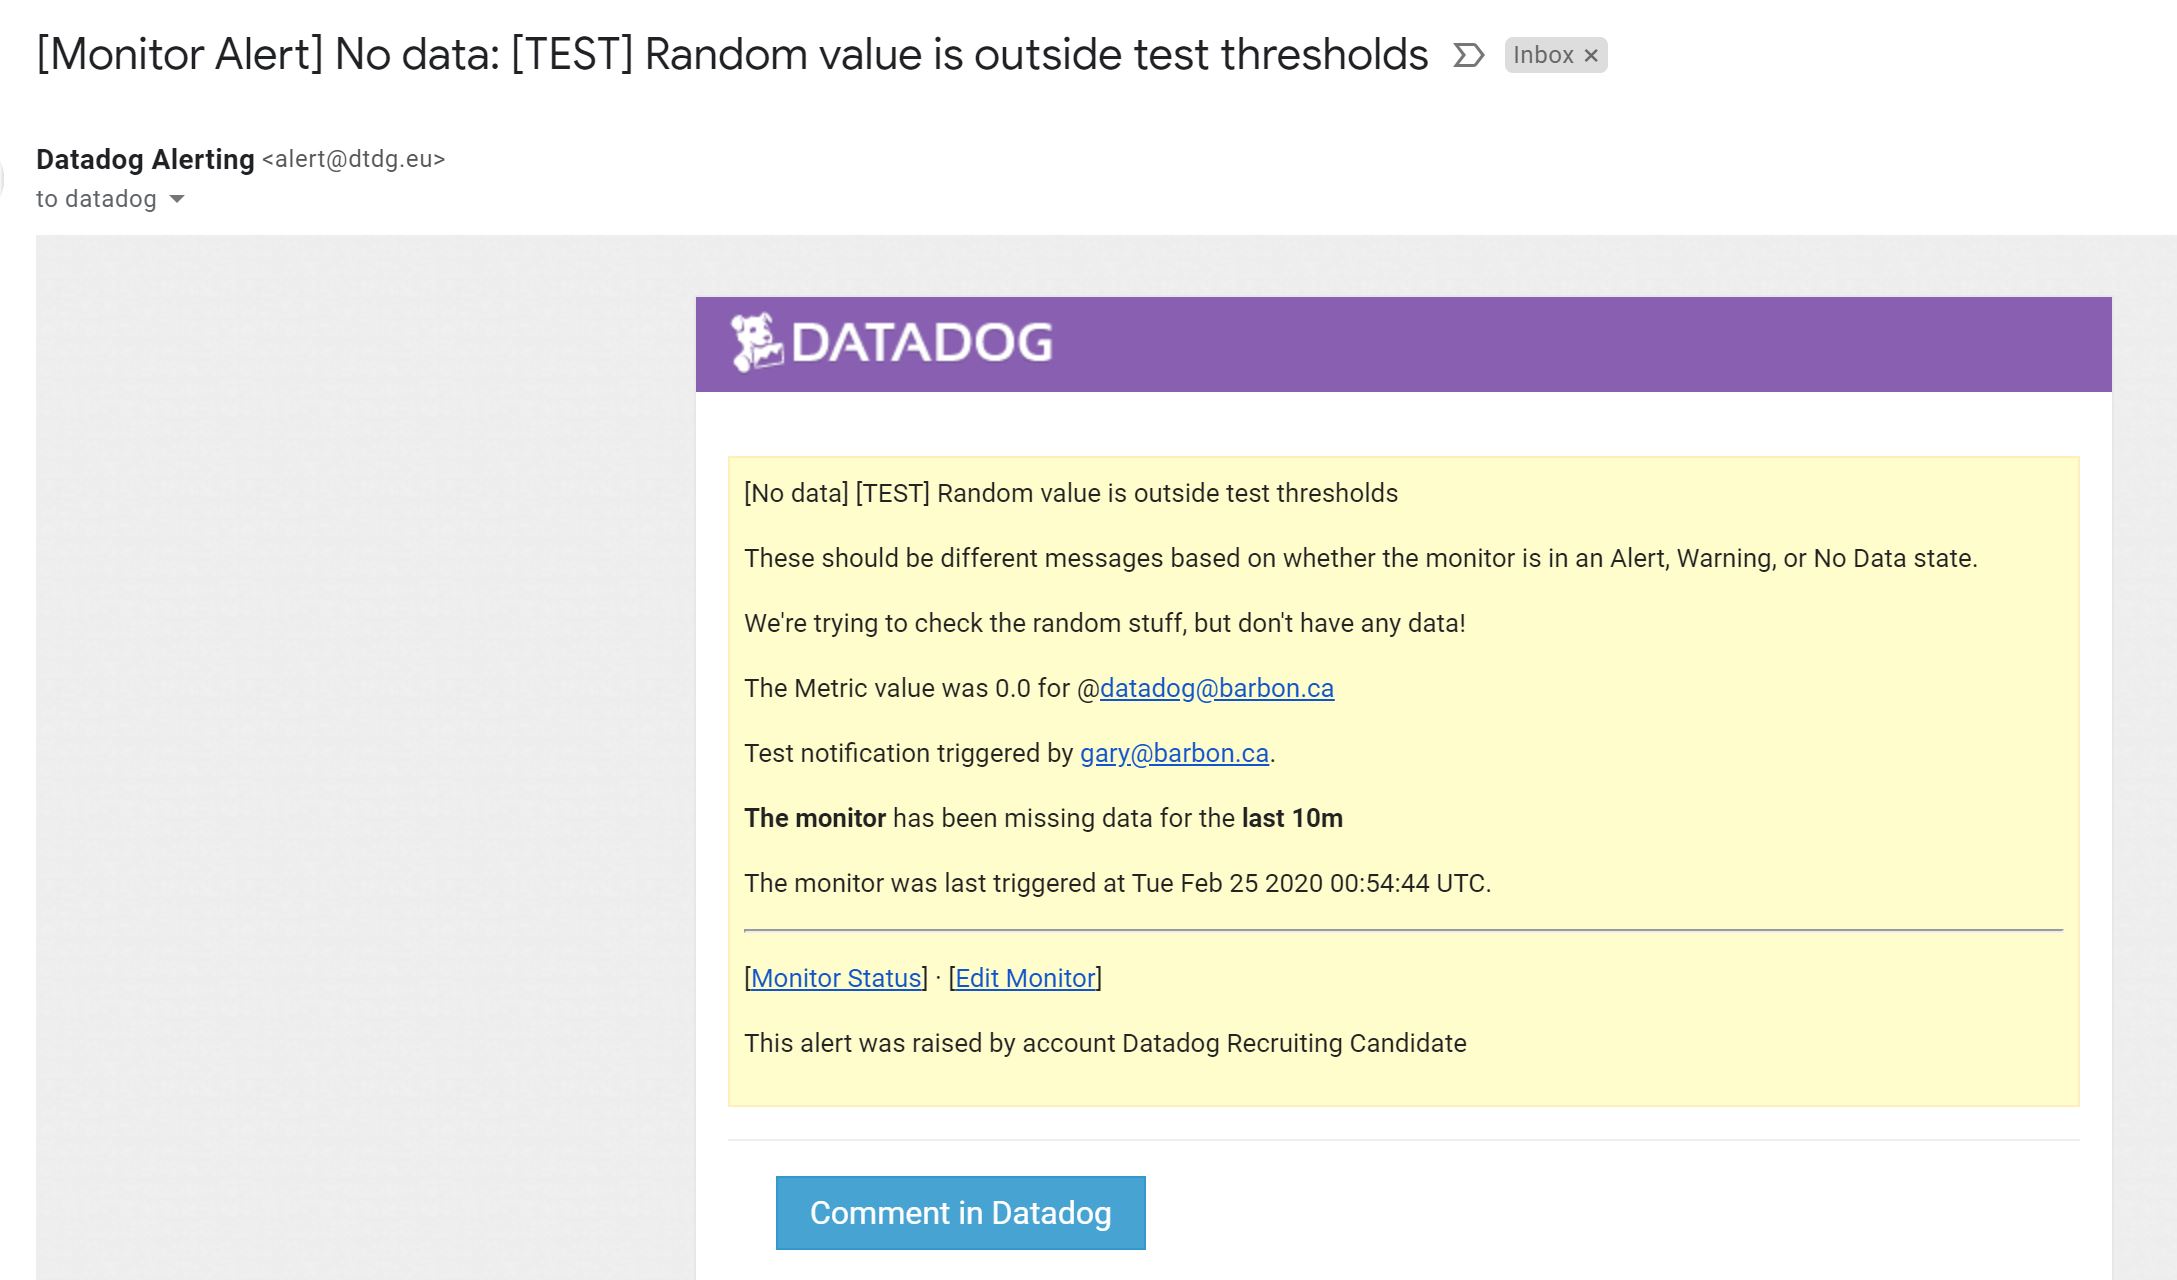 [Monitor Alert] No data: [TEST] Random value is outside test thresholds Inbox ×
Datadog Alerting <alert@dtdg.eu>
to datadog
DATADOG
[No data] [TEST] Random value is outside test thresholds
These should be different messages based on whether the monitor is in an Alert, Warning, or No Data state.
We're trying to check the random stuff, but don't have any data!
The Metric value was 0.0 for @datadog@barbon.ca
Test notification triggered by gary@barbon.ca.
The monitor has been missing data for the last 10m
The monitor was last triggered at Tue Feb 25 2020 00:54:44 UTC.
[Monitor Status] · [Edit Monitor]
This alert was raised by account Datadog Recruiting Candidate
Comment in Datadog